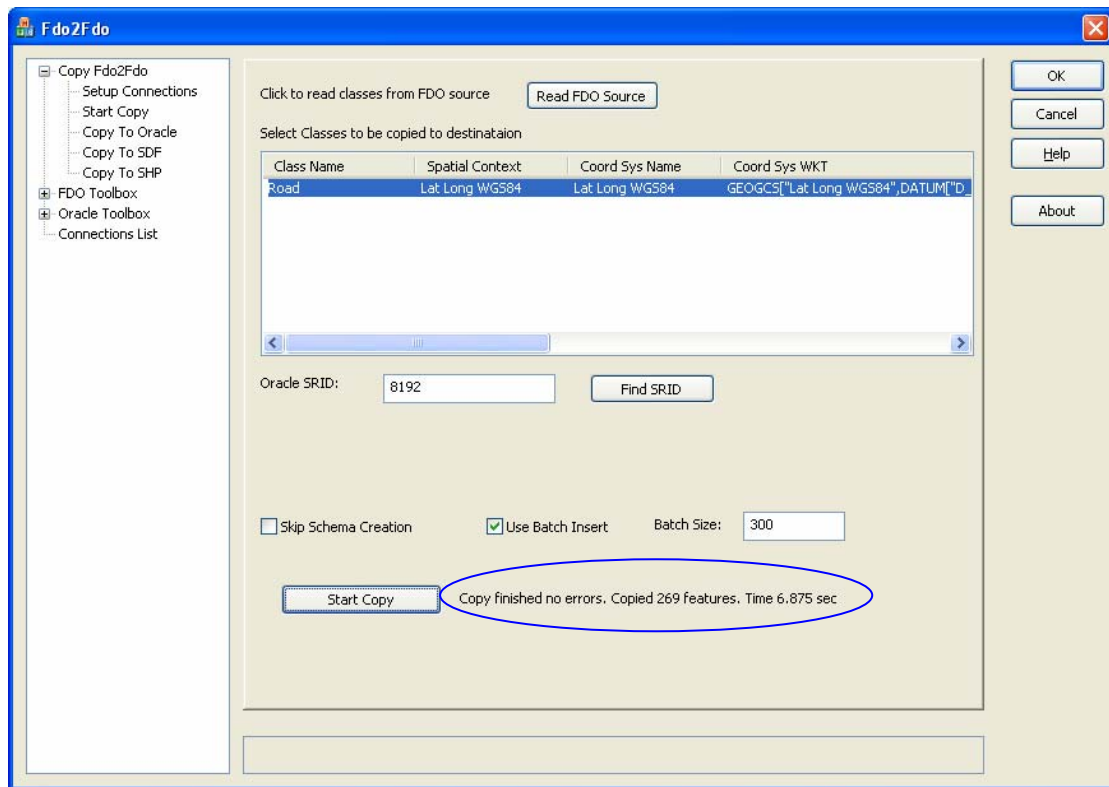 Fdo2Fdo
Copy Fdo2Fdo
Setup Connections
Start Copy
Copy To Oracle
Copy To SDF
Copy To SHP
FDO Toolbox
Oracle Toolbox
Connections List
Click to read classes from FDO source
Read FDO Source
Select Classes to be copied to destinataion
Class Name Spatial Context Coord Sys Name Coord Sys WKT
Road Lat Long WGS84 Lat Long WGS84 GEOGCS["Lat Long WGS84",DATUM["D_
Oracle SRID: 8192 Find SRID
Skip Schema Creation Use Batch Insert Batch Size: 300
Start Copy Copy finished no errors. Copied 269 features. Time 6.875 sec
OK
Cancel
Help
About